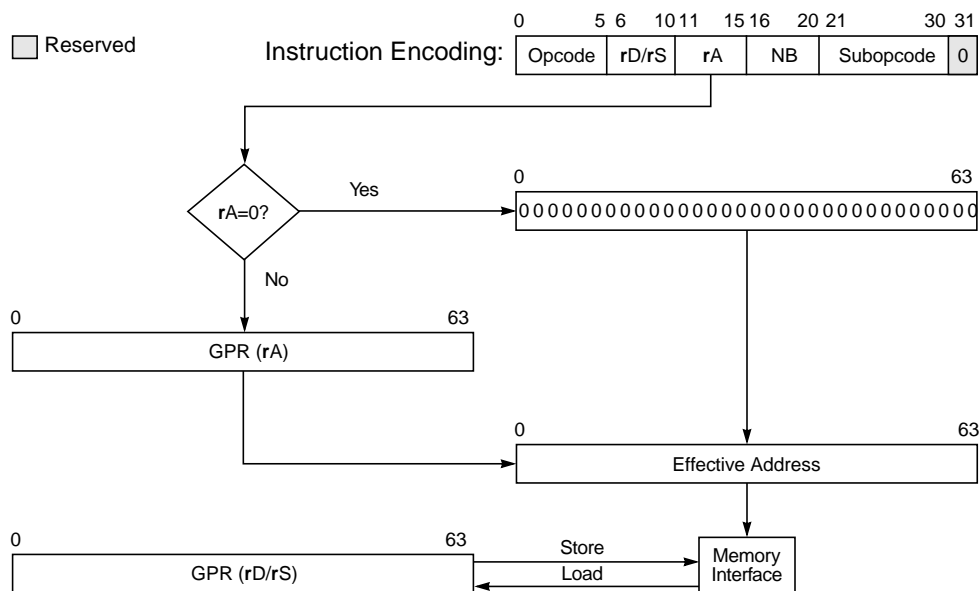 0 5 6 10 11 15 16 20 21 30 31
Reserved
Instruction Encoding:
Opcode rD/rS rA NB Subopcode 0
Yes
0 63
rA=0?
00000000000000000000000000000000
No
0 63
GPR (rA)
0 63
Effective Address
0 63
Store
GPR (rD/rS)
Load
Memory
Interface